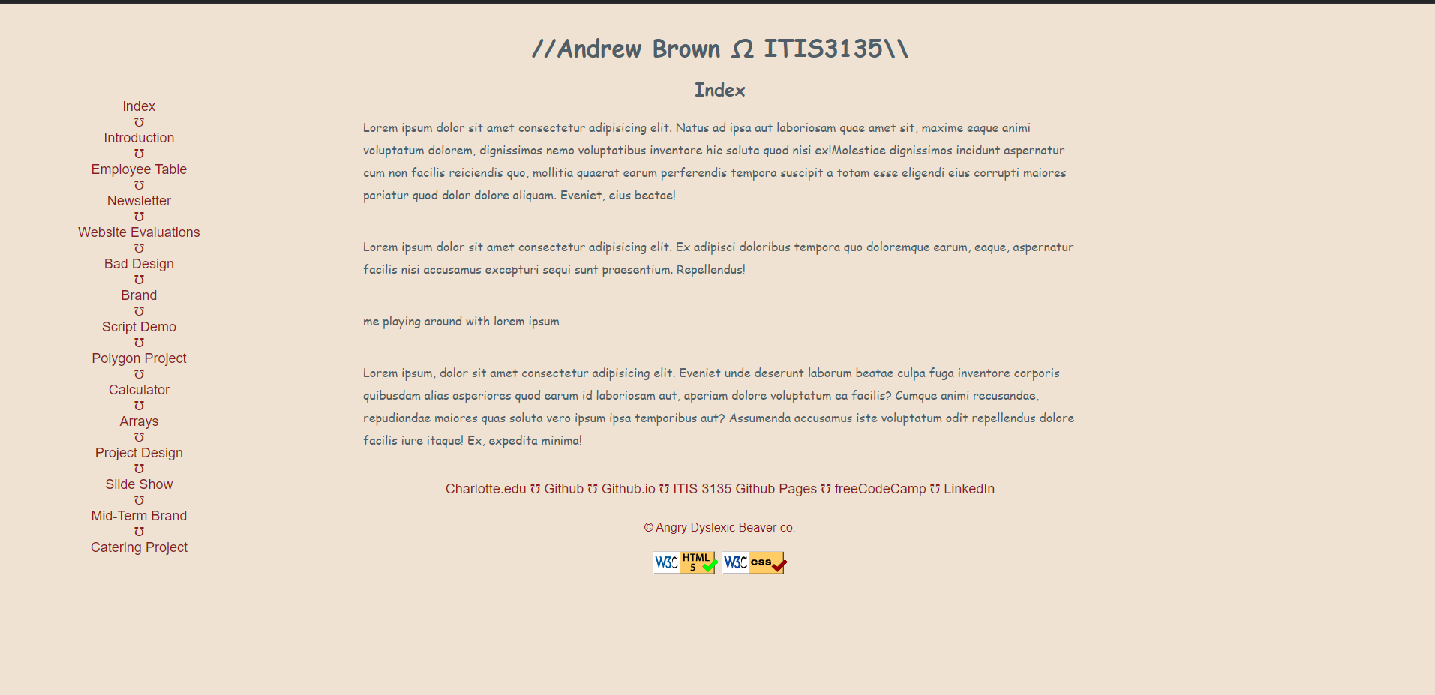 //Andrew Brown Ω ITIS3135\\
Index
Index
℧
Introduction
℧
Employee Table
℧
Newsletter
℧
Website Evaluations
℧
Bad Design
℧
Brand
℧
Script Demo
℧
Polygon Project
℧
Calculator
℧
Arrays
℧
Project Design
℧
Slide Show
℧
Mid-Term Brand
℧
Catering Project
Lorem ipsum dolor sit amet consectetur adipisicing elit. Natus ad ipsa aut laboriosam quae amet sit, maxime eaque animi
voluptatum dolorem, dignissimos nemo voluptatibus inventore hic soluta quod nisi ex!Molestiae dignissimos incidunt aspernatur
cum non facilis reiciendis quo, mollitia quaerat earum perferendis tempora suscipit a totam esse eligendi eius corrupti maiores
pariatur quod dolor dolore aliquam. Eveniet, eius beatae!
Lorem ipsum dolor sit amet consectetur adipisicing elit. Ex adipisci doloribus tempora quo doloremque earum, eaque, aspernatur
facilis nisi accusamus excepturi sequi sunt praesentium. Repellendus!
me playing around with lorem ipsum
Lorem ipsum, dolor sit amet consectetur adipisicing elit. Eveniet unde deserunt laborum beatae culpa fuga inventore corporis
quibusdam alias asperiores quod earum id laboriosam aut, aperiam dolore voluptatum ea facilis? Cumque animi recusandae,
repudiandae maiores quas soluta vero ipsum ipsa temporibus aut? Assumenda accusamus iste voluptatum odit repellendus dolore
facilis iure itaque! Ex, expedita minima!
Charlotte.edu ℧ Github ℧ Github.io ℧ ITIS 3135 Github Pages ℧ freeCodeCamp ℧ LinkedIn
© Angry Dyslexic Beaver co.
W3C HTML 5 W3C css